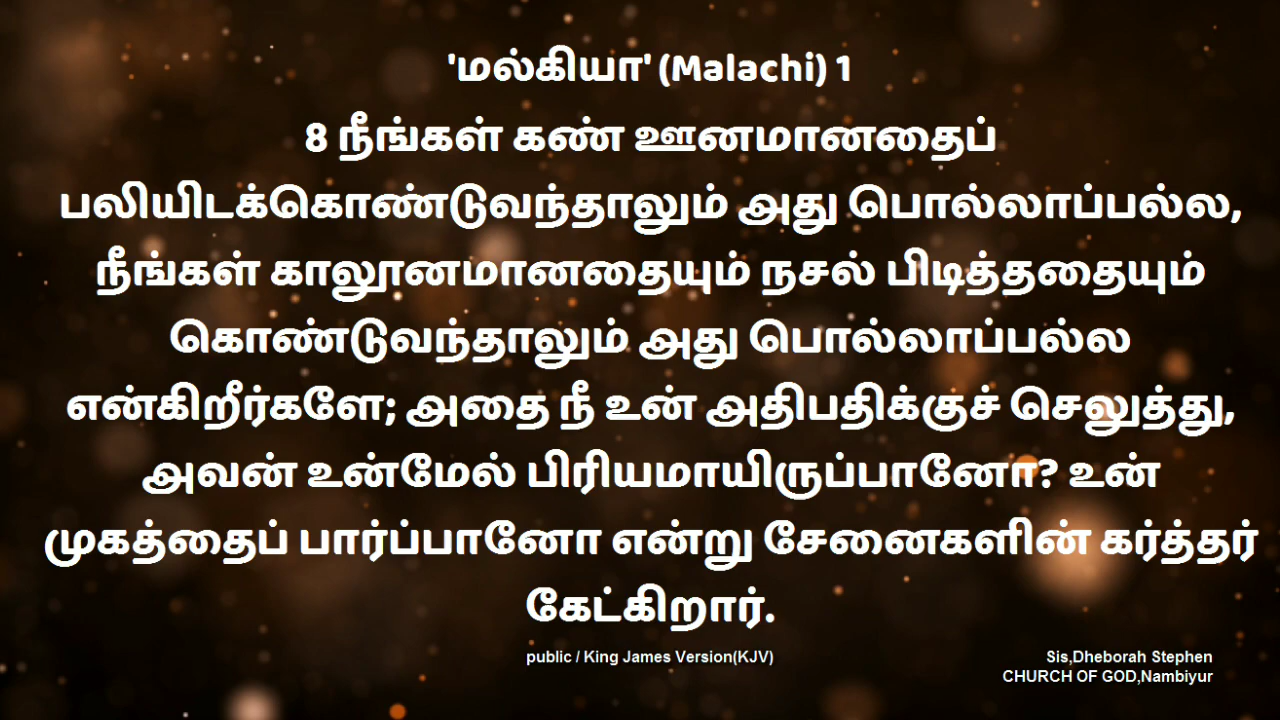 'மல்கியா' (Malachi) 1
8 நீங்கள் கண் ஊனமானதைப்
பலியிடக்கொண்டுவந்தாலும் அது பொல்லாப்பல்ல,
நீங்கள் காலூனமானதையும் நசல் பிடித்ததையும்
கொண்டுவந்தாலும் அது பொல்லாப்பல்ல
என்கிறீர்களே; அதை நீ உன் அதிபதிக்குச் செலுத்து,
அவன் உன்மேல் பிரியமாயிருப்பானோ? உன்
முகத்தைப் பார்ப்பானோ என்று சேனைகளின் கர்த்தர்
கேட்கிறார்.
public / King James Version(KJV)
Sis,Dheborah Stephen
CHURCH OF GOD,Nambiyur